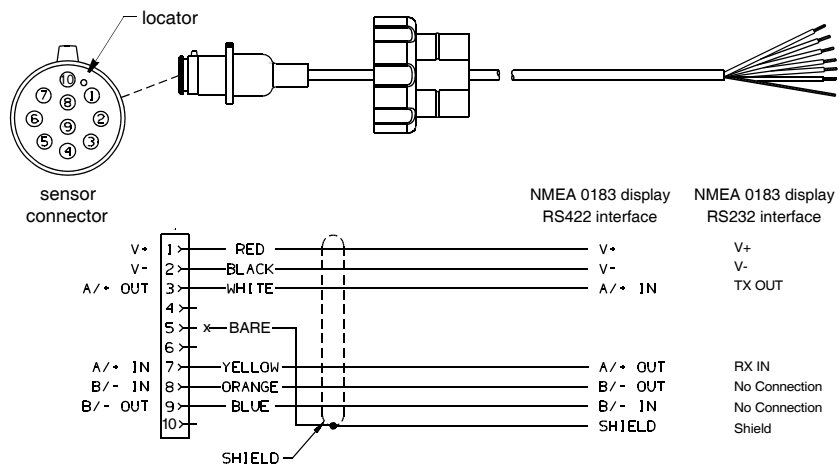 locator
10
7
1
8
6
2
9
5
3
4
sensor
connector
NMEA 0183 display
RS422 interface
NMEA 0183 display
RS232 interface
V+ 1 RED V+ V+
V- 2 BLACK V- V-
A/+ OUT 3 WHITE A/+ IN TX OUT
4
5 x BARE
6
A/+ IN 7 YELLOW A/+ OUT RX IN
B/- IN 8 ORANGE B/- OUT No Connection
B/- OUT 9 BLUE B/- IN No Connection
10 SHIELD Shield
SHIELD